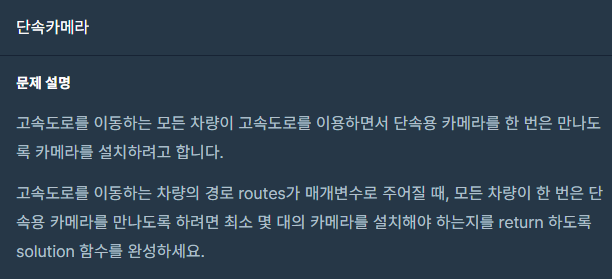 단속카메라
문제 설명
고속도로를 이동하는 모든 차량이 고속도로를 이용하면서 단속용 카메라를 한 번은 만나도
록 카메라를 설치하려고 합니다.
고속도로를 이동하는 차량의 경로 routes가 매개변수로 주어질 때, 모든 차량이 한 번은 단
속용 카메라를 만나도록 하려면 최소 몇 대의 카메라를 설치해야 하는지를 return 하도록
solution 함수를 완성하세요.